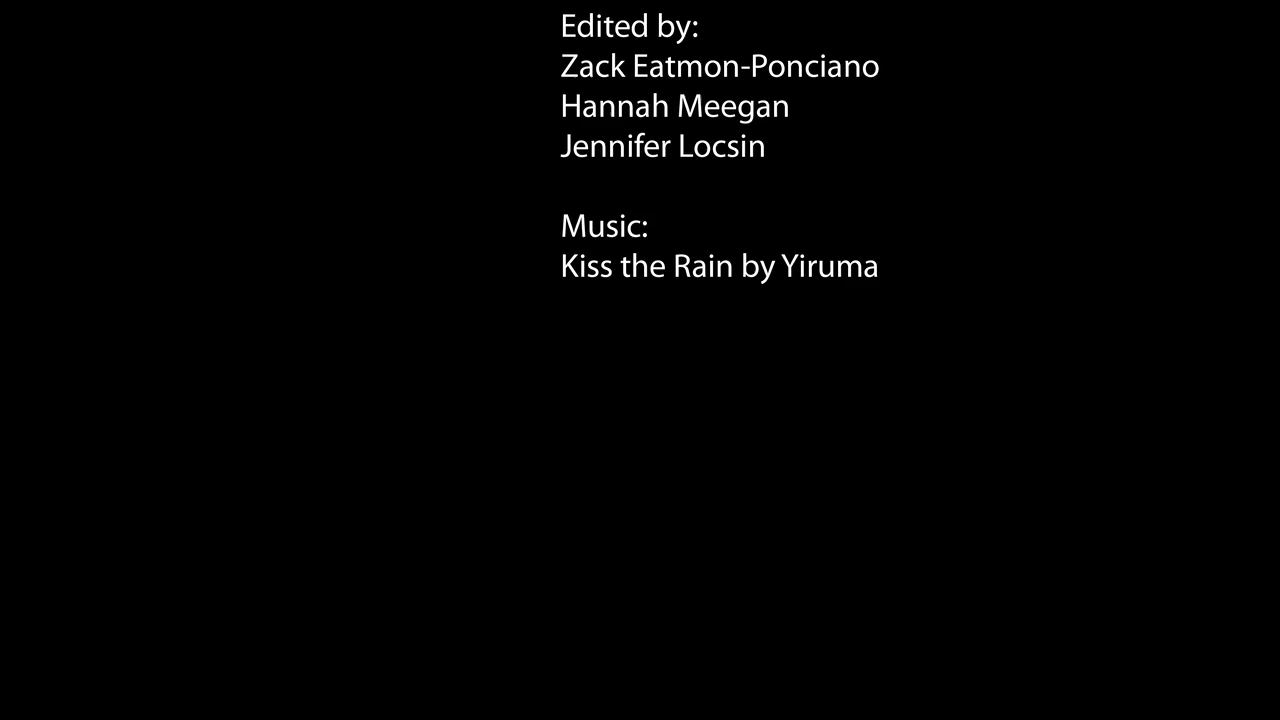 Edited by:
Zack Eatmon-Ponciano
Hannah Meegan
Jennifer Locsin
Music:
Kiss the Rain by Yiruma